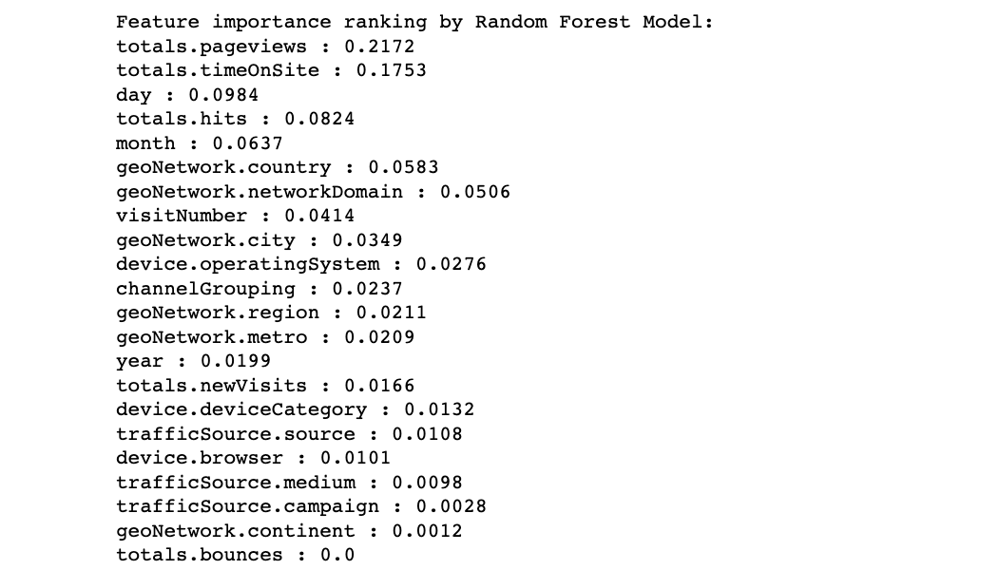 Feature importance ranking by Random Forest Model:
totals.pageviews : 0.2172
totals.timeOnSite : 0.1753
day : 0.0984
totals.hits : 0.0824
month : 0.0637
geoNetwork.country : 0.0583
geoNetwork.networkDomain : 0.0506
visitNumber : 0.0414
geoNetwork.city : 0.0349
device.operatingSystem : 0.0276
channelGrouping : 0.0237
geoNetwork.region : 0.0211
geoNetwork.metro : 0.0209
year : 0.0199
totals.newVisits : 0.0166
device.deviceCategory : 0.0132
trafficSource.source : 0.0108
device.browser : 0.0101
trafficSource.medium : 0.0098
trafficSource.campaign : 0.0028
geoNetwork.continent : 0.0012
totals.bounces : 0.0